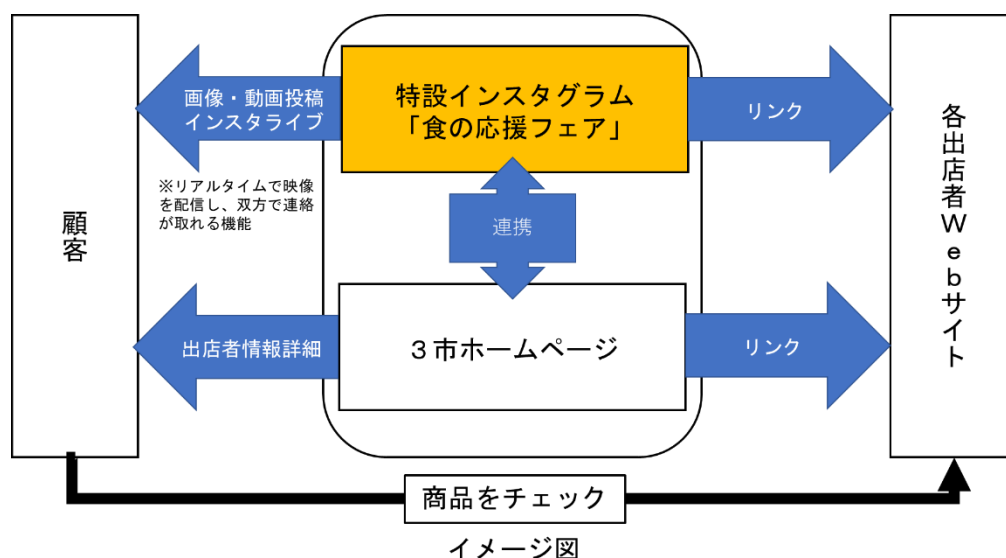 顧客
画像・動画投稿
インスタライブ
※リアルタイムで映像
を配信し、双方で連絡
が取れる機能
出店者情報詳細
特設インスタグラム
「食の応援フェア」
連携
３市ホームページ
リンク
リンク
各出店者Ｗｅｂサイト
商品をチェック
イメージ図